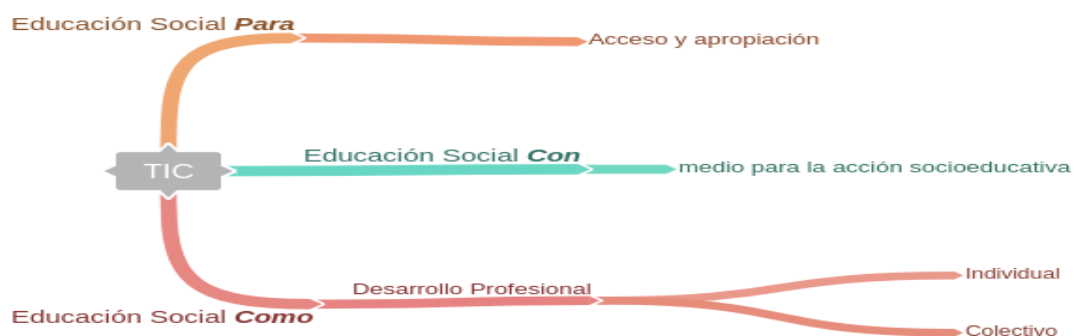 Educación Social Para
Acceso y apropiación
TIC
Educación Social Con
medio para la acción socioeducativa
Educación Social Como
Desarrollo Profesional
Individual
Colectivo